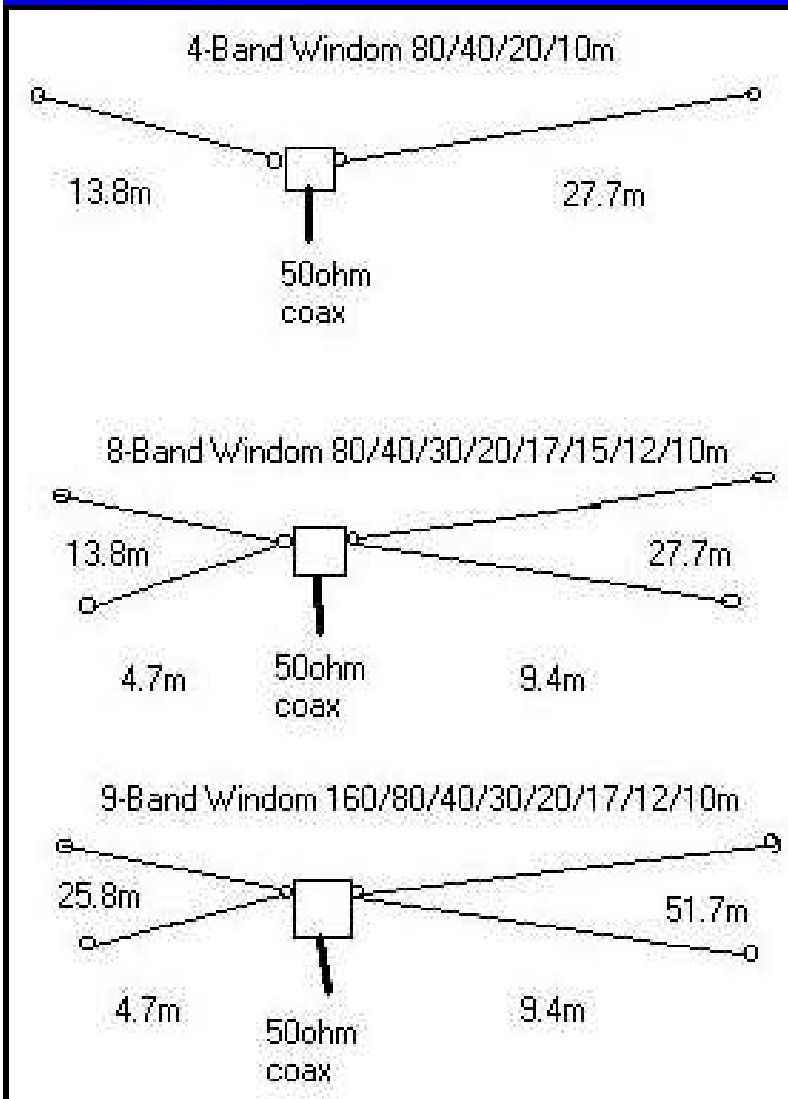 4-Band Windom 80/40/20/10m
13.8m
27.7m
50ohm
coax
8-Band Windom 80/40/30/20/17/15/12/10m
13.8m
27.7m
4.7m
50ohm
coax
9.4m
9-Band Windom 160/80/40/30/20/17/12/10m
25.8m
51.7m
4.7m
50ohm
coax
9.4m